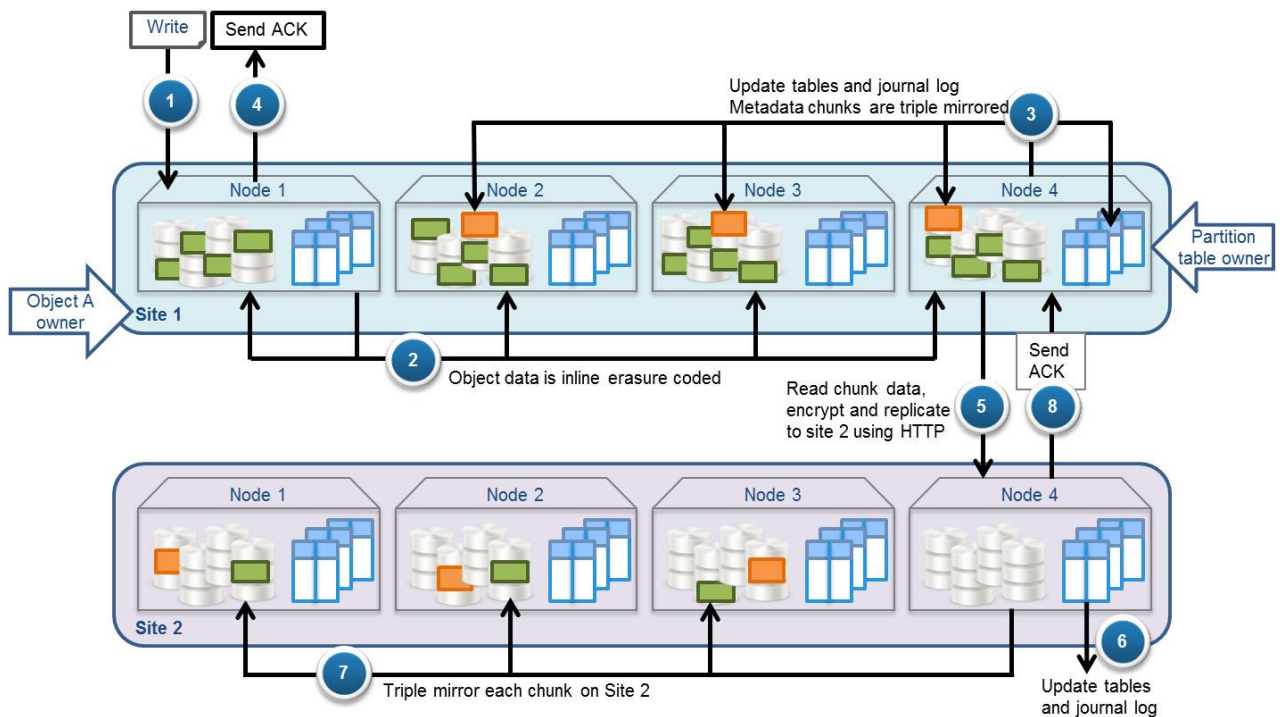 Write
Send ACK
1
4
Update tables and journal log
Metadata chunks are triple mirrored
3
Node 1
Node 2
Node 3
Node 4
Partition
table owner
Object A
owner
Site 1
2
Object data is inline erasure coded
Send
ACK
Read chunk data,
encrypt and replicate
to site 2 using HTTP
5
8
Node 1
Node 2
Node 3
Node 4
Site 2
6
7
Triple mirror each chunk on Site 2
Update tables
and journal log